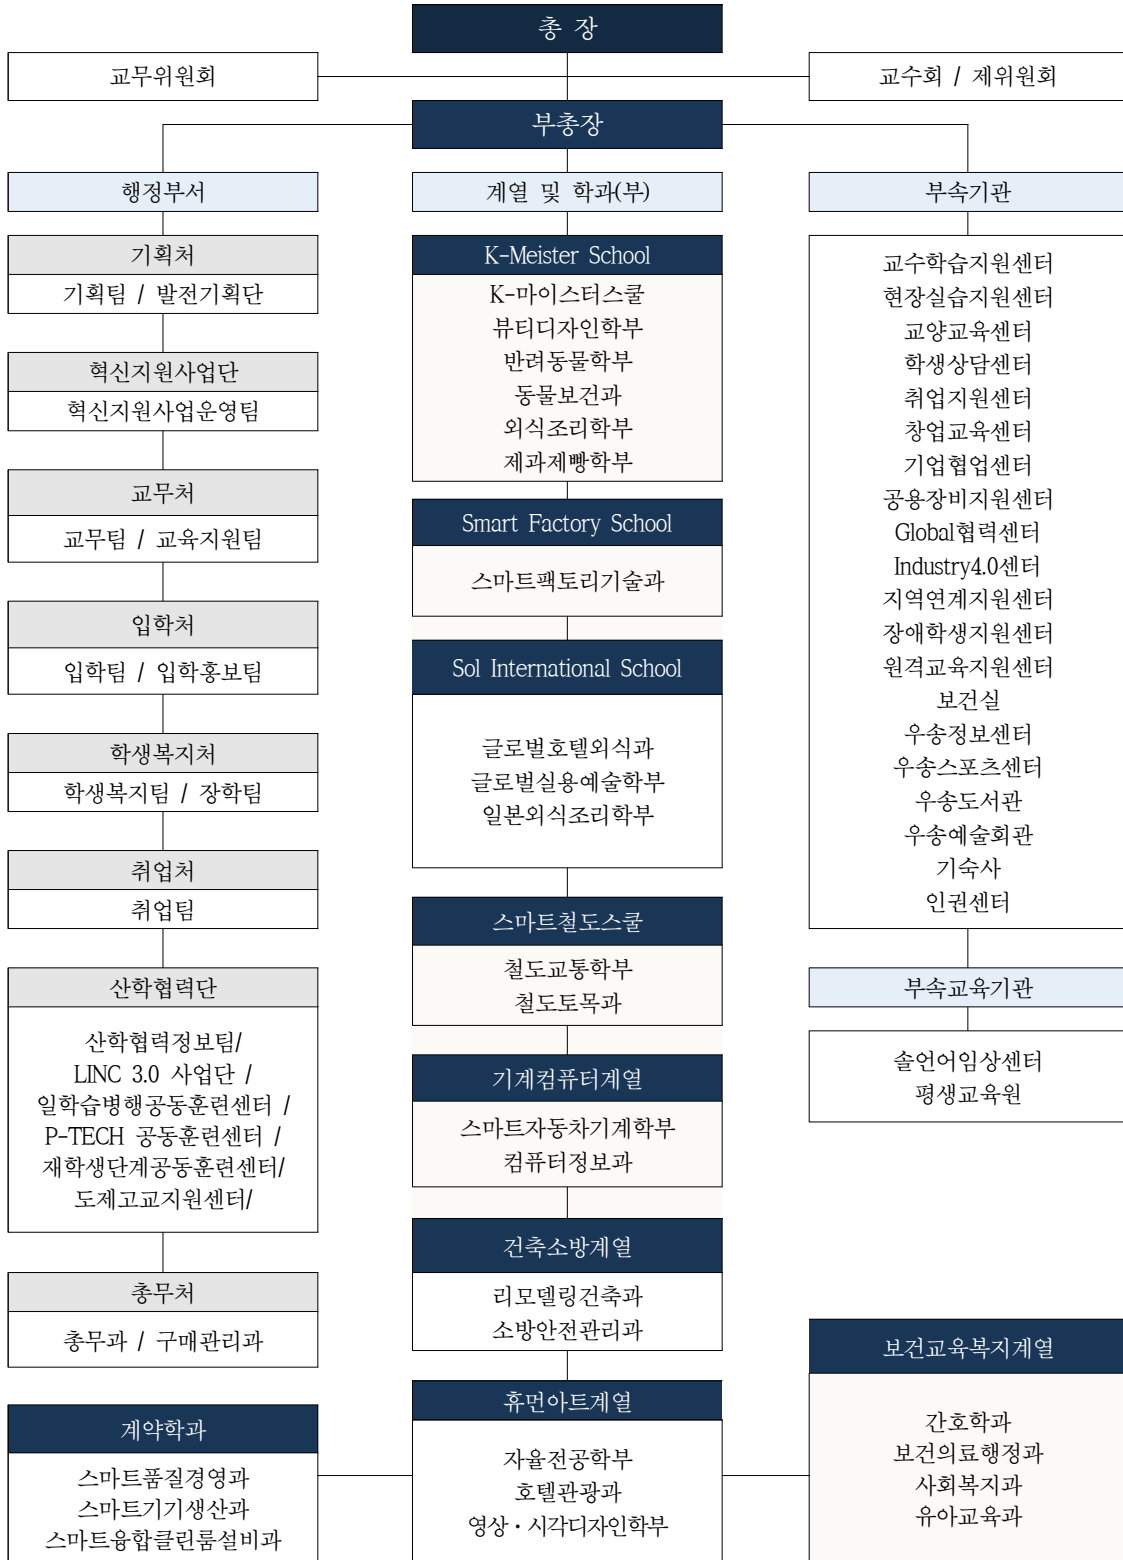 총 장
교무위원회
교수회 / 제위원회
부총장
행정부서
기획처
기획팀 / 발전기획단
혁신지원사업단
혁신지원사업운영팀
교무처
교무팀 / 교육지원팀
입학처
입학팀 / 입학홍보팀
학생복지처
학생복지팀 / 장학팀
취업처
취업팀
산학협력단
산학협력정보팀/
LINC 3.0 사업단 /
일학습병행공동훈련센터 /
P-TECH 공동훈련센터 /
재학생단계공동훈련센터/
도제고교지원센터/
총무처
총무과 / 구매관리과
계열 및 학과(부)
K-Meister School
K-마이스터스쿨
뷰티디자인학부
반려동물학부
동물보건과
외식조리학부
제과제빵학부
Smart Factory School
스마트팩토리기술과
Sol International School
글로벌호텔외식과
글로벌실용예술학부
일본외식조리학부
스마트철도스쿨
철도교통학부
철도토목과
기계컴퓨터계열
스마트자동차기계학부
컴퓨터정보과
건축소방계열
리모델링건축과
소방안전관리과
휴먼아트계열
자율전공학부
호텔관광과
영상·시각디자인학부
계약학과
스마트품질경영과
스마트기기생산과
스마트융합클린룸설비과
부속기관
교수학습지원센터
현장실습지원센터
교양교육센터
학생상담센터
취업지원센터
창업교육센터
기업협업센터
공용장비지원센터
Global협력센터
Industry4.0센터
지역연계지원센터
장애학생지원센터
원격교육지원센터
보건실
우송정보센터
우송스포츠센터
우송도서관
우송예술회관
기숙사
인권센터
부속교육기관
솔언어임상센터
평생교육원
보건교육복지계열
간호학과
보건의료행정과
사회복지과
유아교육과